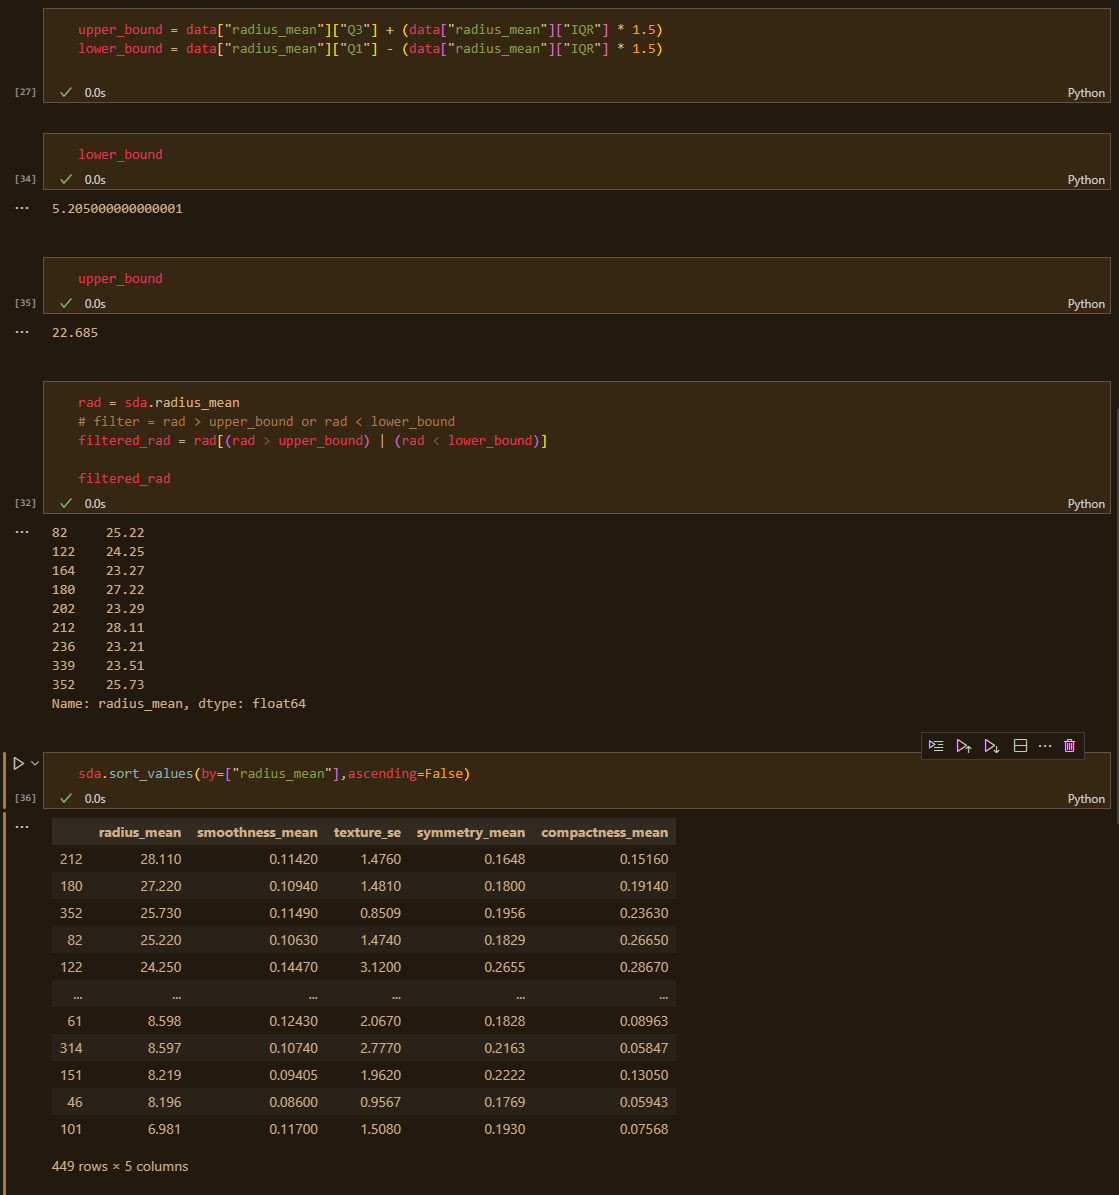 upper_bound = data["radius_mean"]["Q3"] + (data["radius_mean"]["IQR"] * 1.5)
lower_bound = data["radius_mean"]["Q1"] - (data["radius_mean"]["IQR"] * 1.5)
[27] ✓ 0.0s Python
lower_bound
[34] ✓ 0.0s Python
... 5.205000000000001
upper_bound
[35] ✓ 0.0s Python
... 22.685
rad = sda.radius_mean
# filter = rad > upper_bound or rad < lower_bound
filtered_rad = rad[(rad > upper_bound) | (rad < lower_bound)]
filtered_rad
[32] ✓ 0.0s Python
... 82 25.22
122 24.25
164 23.27
180 27.22
202 23.29
212 28.11
236 23.21
339 23.51
352 25.73
Name: radius_mean, dtype: float64
sda.sort_values(by=["radius_mean"],ascending=False)
[36] ✓ 0.0s Python
... radius_mean smoothness_mean texture_se symmetry_mean compactness_mean
212 28.110 0.11420 1.4760 0.1648 0.15160
180 27.220 0.10940 1.4810 0.1800 0.19140
352 25.730 0.11490 0.8509 0.1956 0.23630
82 25.220 0.10630 1.4740 0.1829 0.26650
122 24.250 0.14470 3.1200 0.2655 0.28670
... ... ... ... ... ...
61 8.598 0.12430 2.0670 0.1828 0.08963
314 8.597 0.10740 2.7770 0.2163 0.05847
151 8.219 0.09405 1.9620 0.2222 0.13050
46 8.196 0.08600 0.9567 0.1769 0.05943
101 6.981 0.11700 1.5080 0.1930 0.07568
449 rows × 5 columns